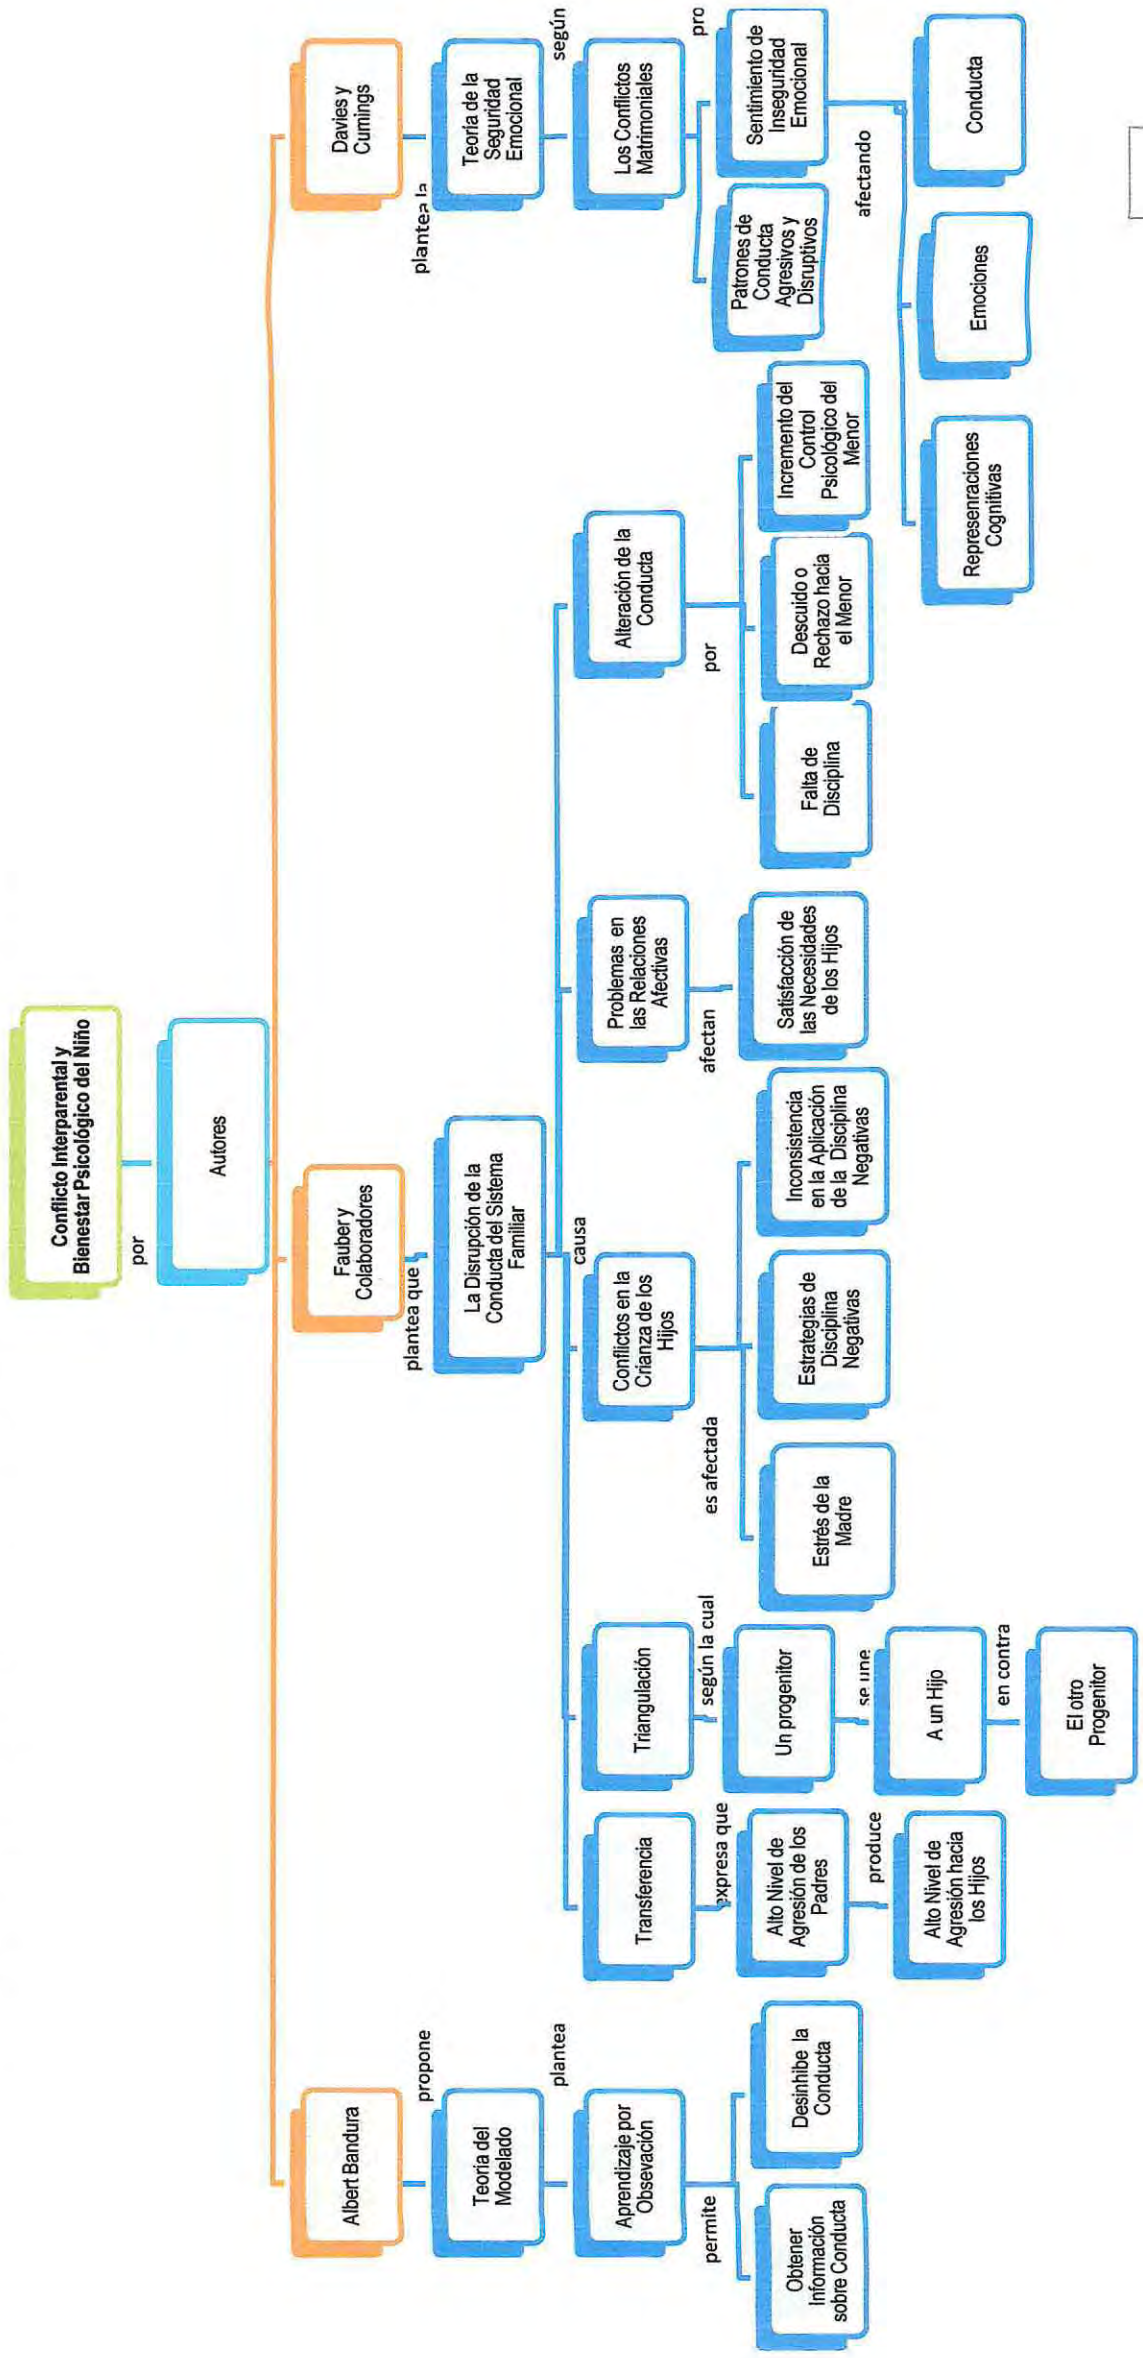 Conflicto Interparental y
Bienestar Psicológico del Niño
por
Autores
Albert Bandura
propone
Teoría del
Modelado
plantea
Aprendizaje por
Obsevación
permite
Obtener
Información
sobre Conducta
Desinhibe la
Conducta
Fauber y
Colaboradores
plantea que
La Disrupción de la
Conducta del Sistema
Familiar
causa
Transferencia
expresa que
Alto Nivel de
Agresión de los
Padres
produce
Alto Nivel de
Agresión hacia
los Hijos
Triangulación
según la cual
Un progenitor
se une
A un Hijo
en contra
El otro
Progenitor
Conflictos en la
Crianza de los
Hijos
es afectada
Estrés de la
Madre
Estrategias de
Disciplina
Negativas
Inconsistencia
en la Aplicación
de la Disciplina
Negativas
Problemas en
las Relaciones
Afectivas
afectan
Satisfacción de
las Necesidades
de los Hijos
Alteración de la
Conducta
por
Falta de
Disciplina
Descuido o
Rechazo hacia
el Menor
Incremento del
Control
Psicológico del
Menor
Davies y
Cumings
plantea la
Teoría de la
Seguridad
Emocional
según
Los Conflictos
Matrimoniales
pro
Patrones de
Conducta
Agresivos y
Disruptivos
Sentimiento de
Inseguridad
Emocional
afectando
Represenraciones
Cognitivas
Emociones
Conducta